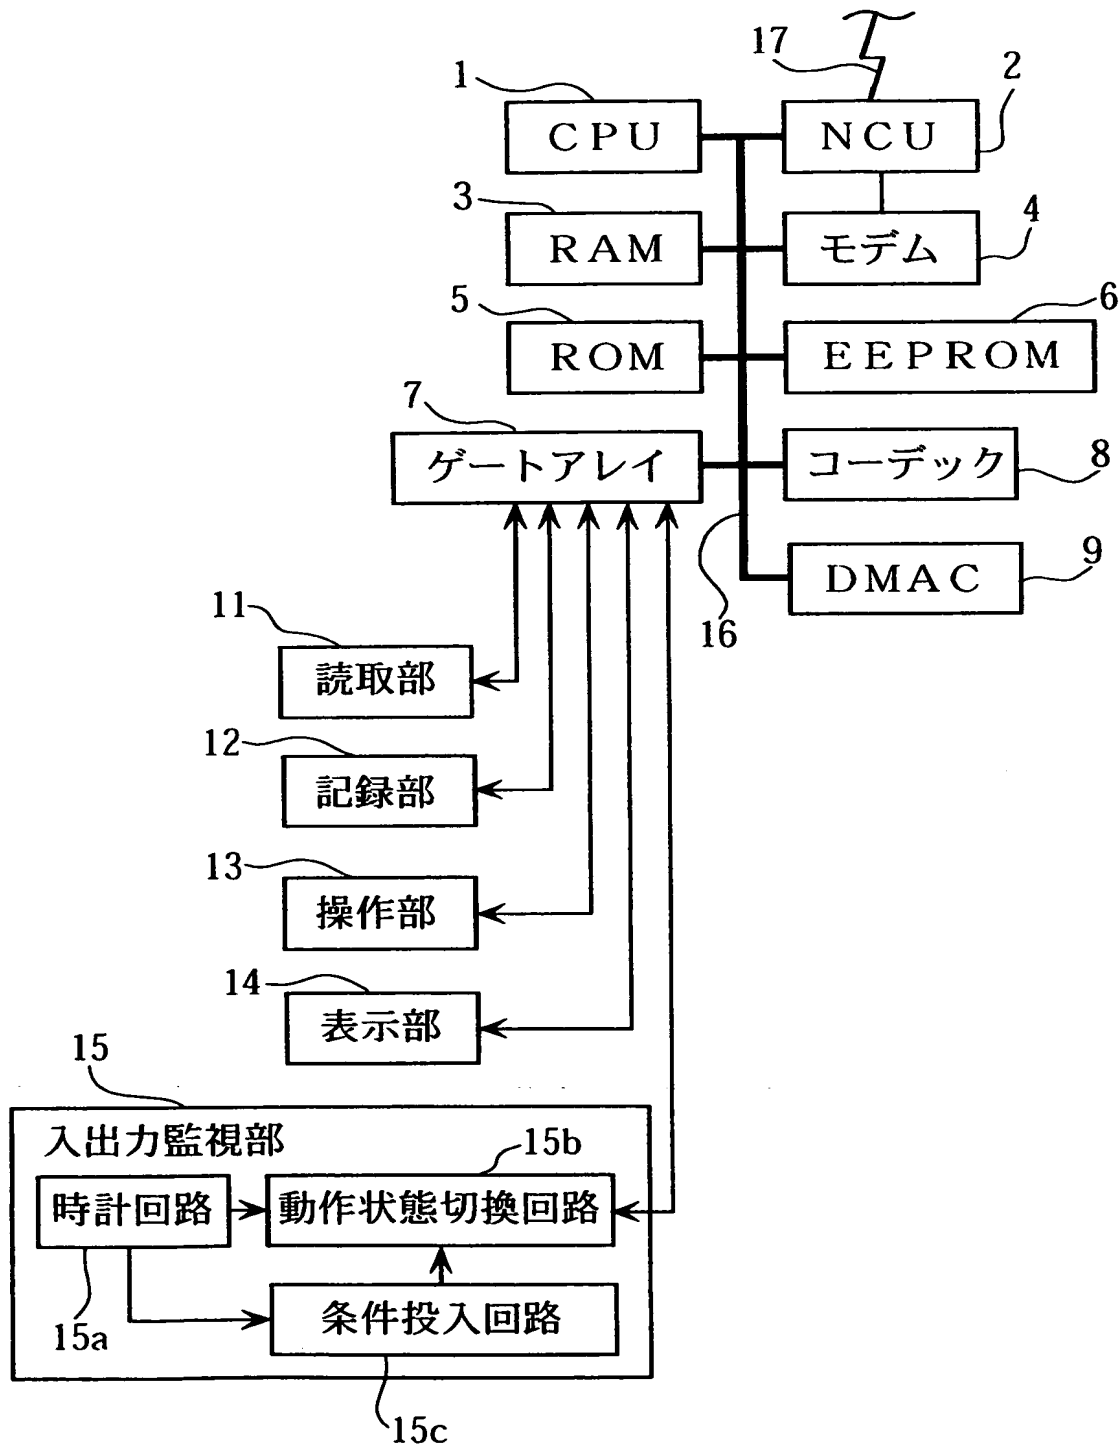 17
1
2
CPU
NCU
3
4
RAM
モデム
5
6
ROM
EEPROM
7
ゲートアレイ
コーデック
8
9
DMAC
16
11
読取部
12
記録部
13
操作部
14
表示部
15
入出力監視部
15b
時計回路
動作状態切換回路
15a
条件投入回路
15c